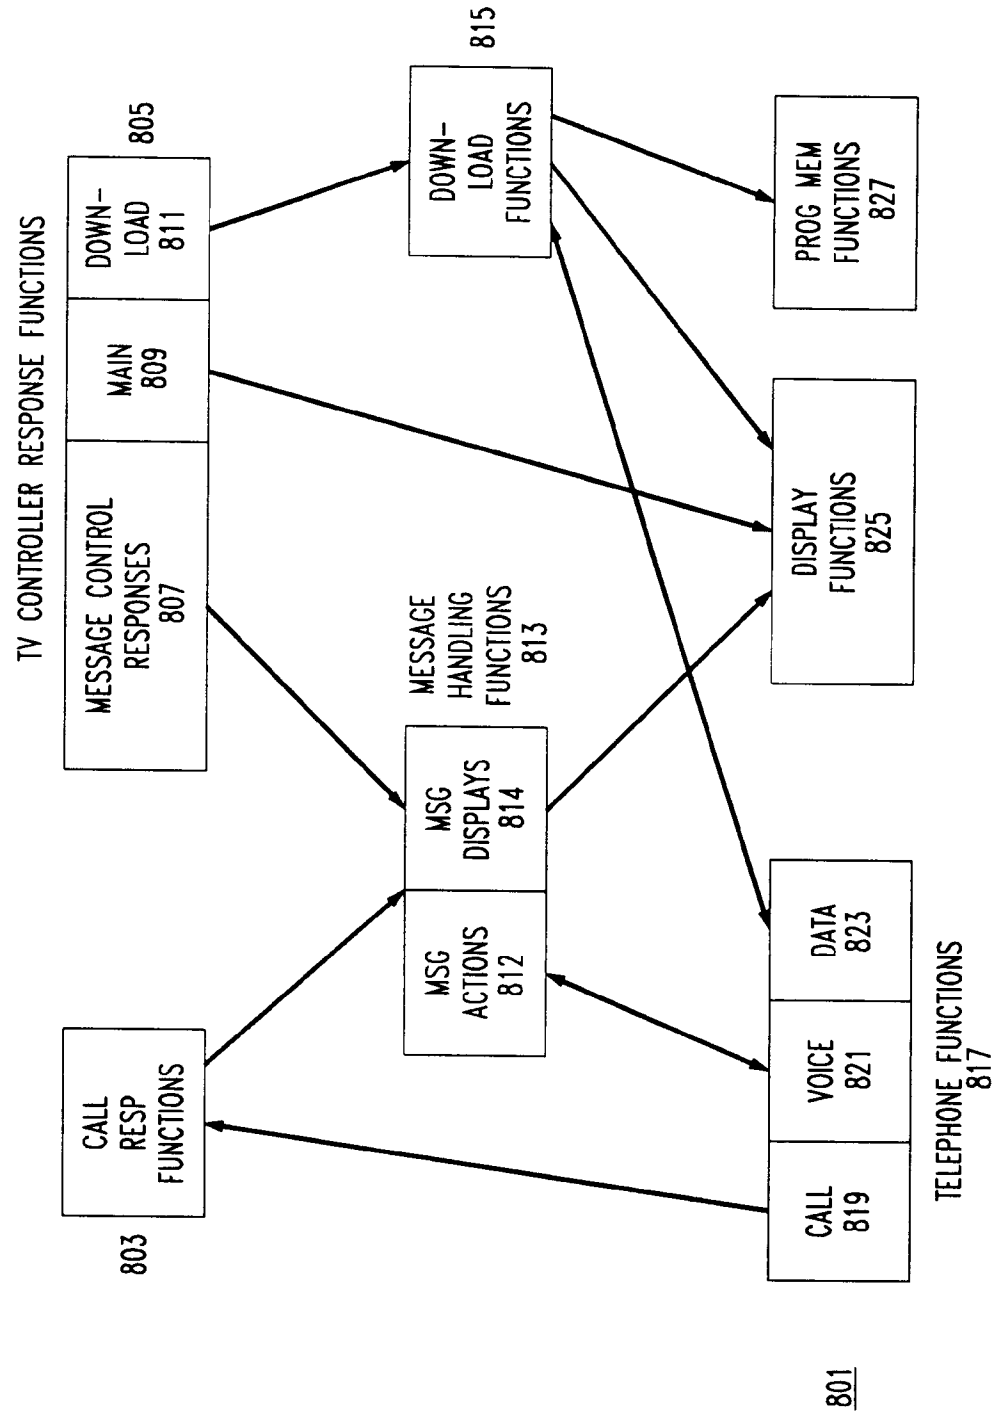 TV CONTROLLER RESPONSE FUNCTIONS
803
CALL
RESP
FUNCTIONS
MESSAGE CONTROL
RESPONSES
807
MAIN
809
DOWN-
LOAD
811
805
MSG
ACTIONS
812
MSG
DISPLAYS
814
MESSAGE
HANDLING
FUNCTIONS
813
DOWN-
LOAD
FUNCTIONS
815
CALL
819
VOICE
821
DATA
823
DISPLAY
FUNCTIONS
825
PROG MEM
FUNCTIONS
827
TELEPHONE FUNCTIONS
817
801